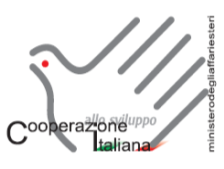 allo sviluppo
Cooperazione
Italiana
ministerodegliaffariesteri